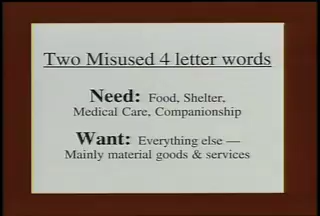 Two Misused 4 letter words
Need: Food, Shelter,
Medical Care, Companionship
Want: Everything else —
Mainly material goods & services